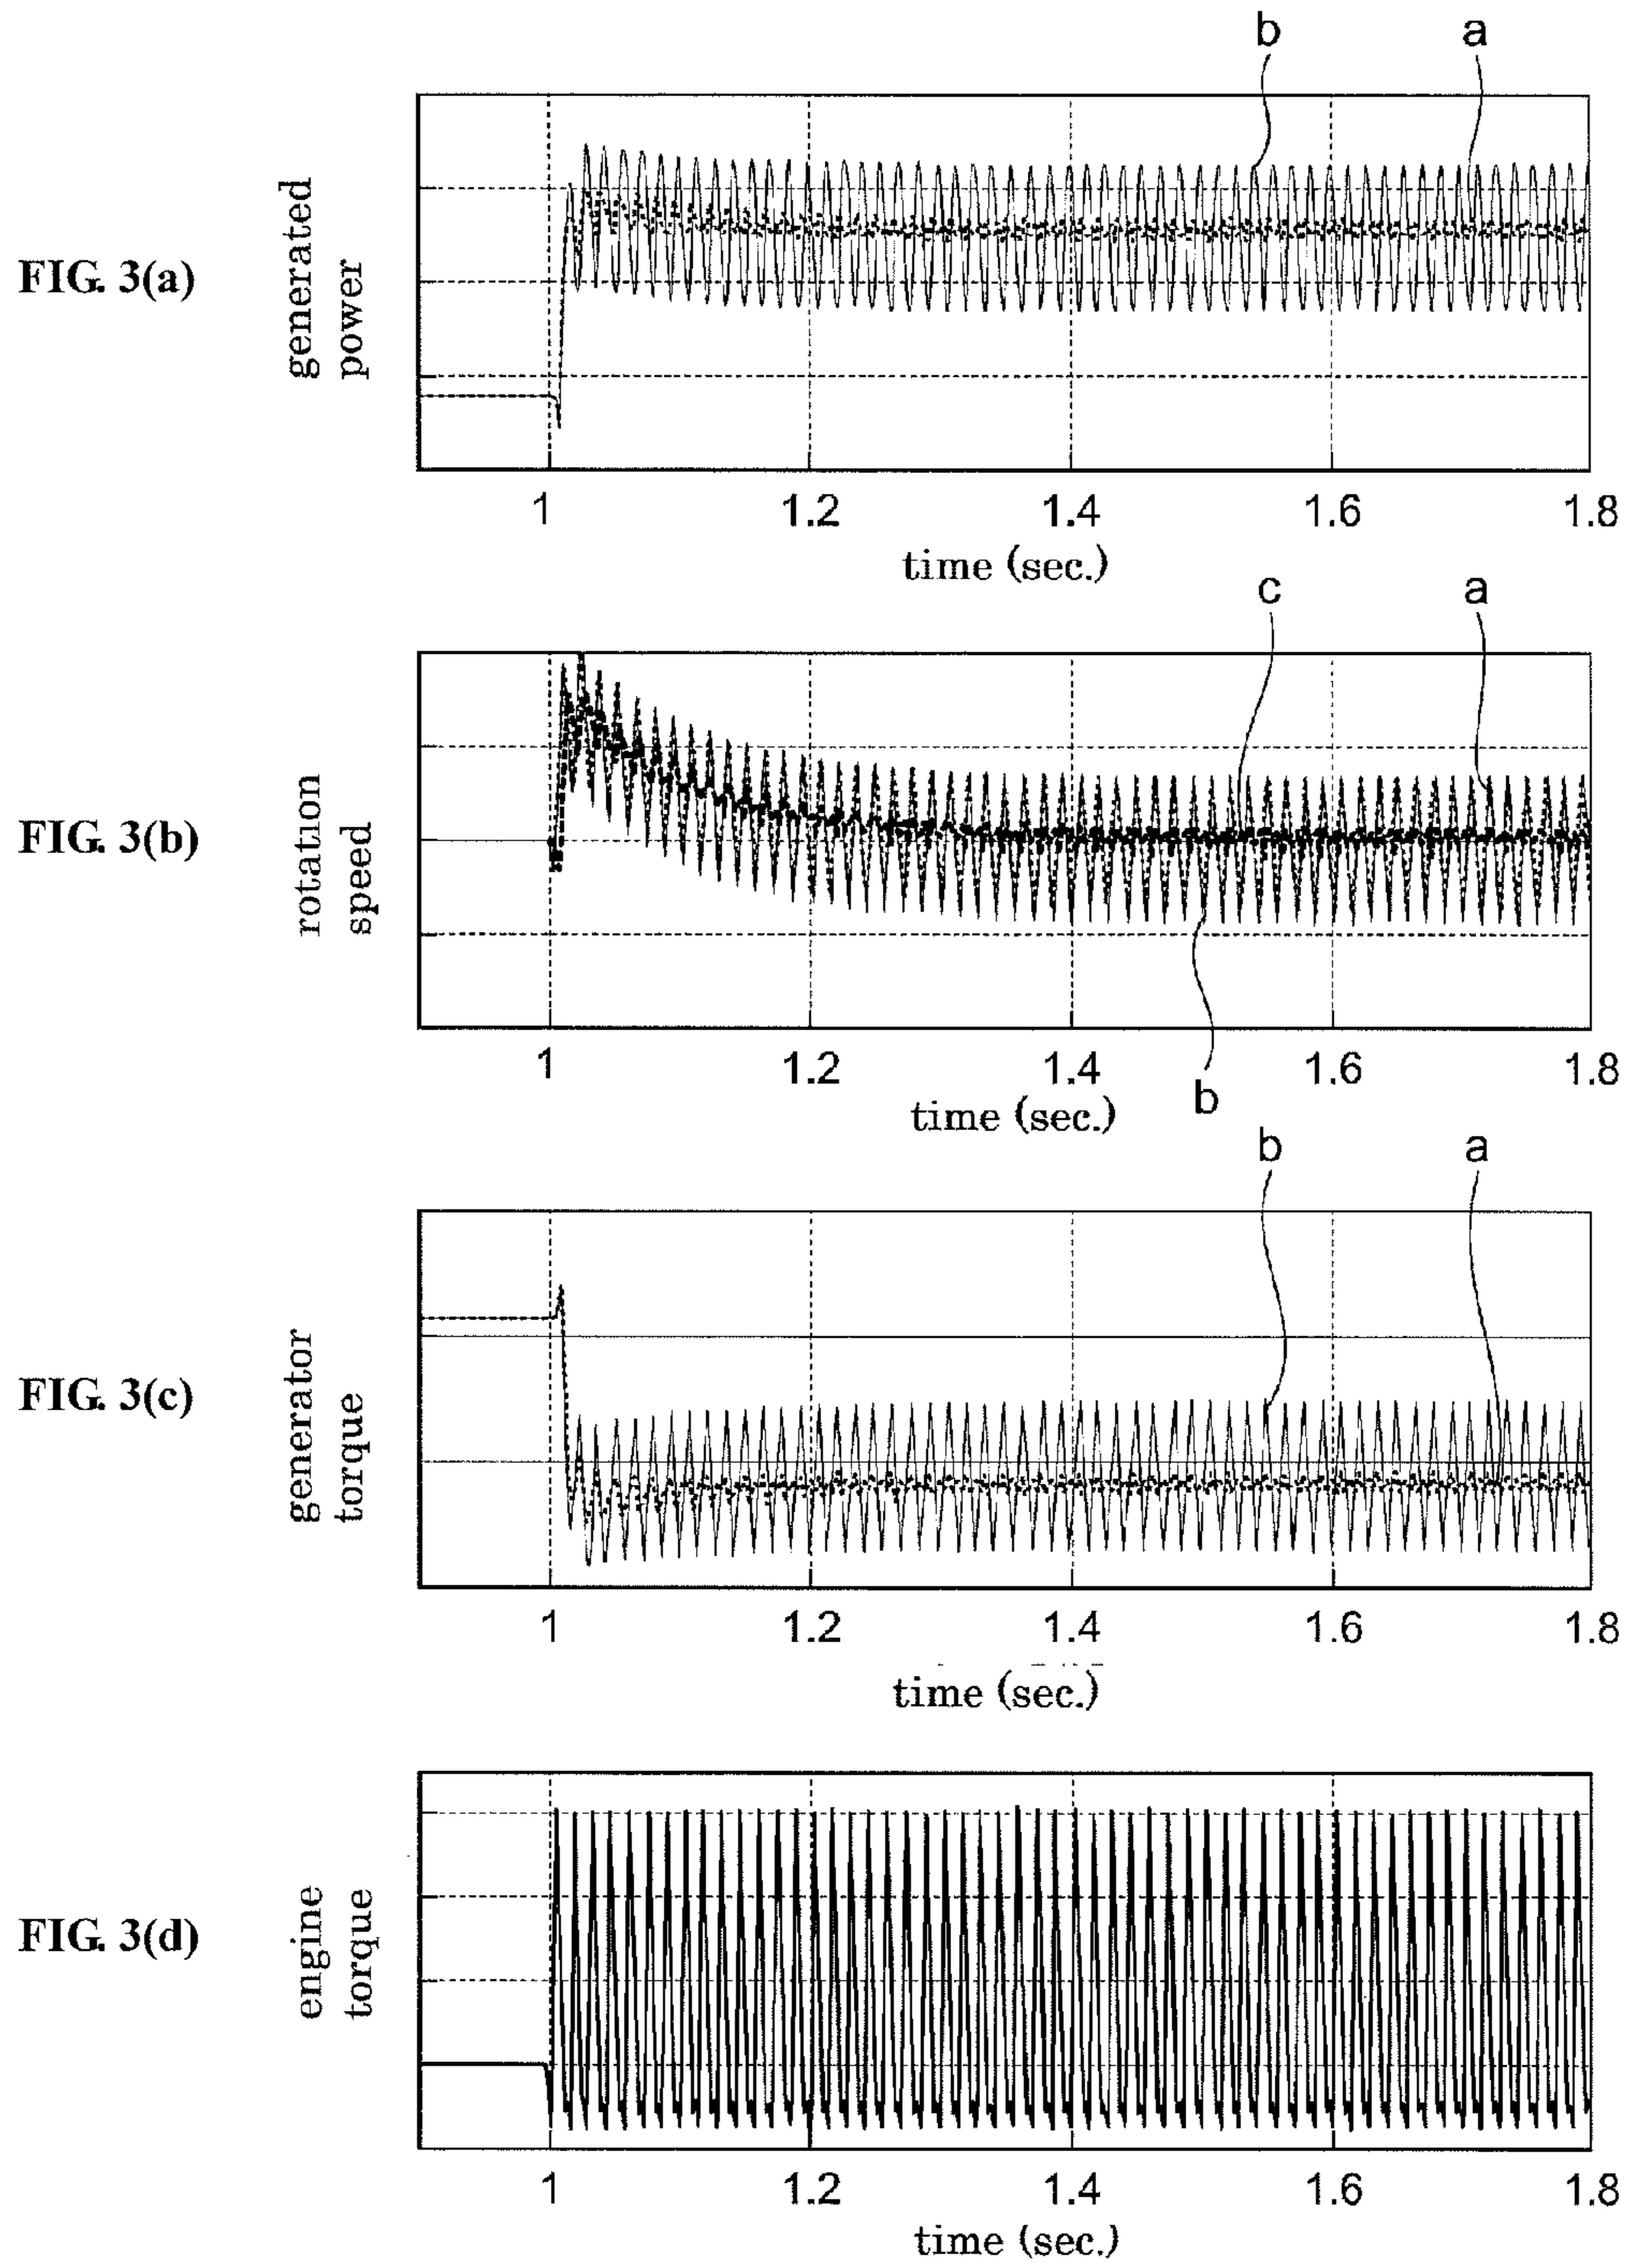 b a
FIG. 3(a)
generated
power
1 1.2 1.4 1.6 1.8
time (sec.)
c a
FIG. 3(b)
rotation
speed
1 1.2 1.4 1.6 1.8
b
time (sec.)
b a
FIG. 3(c)
generator
torque
1 1.2 1.4 1.6 1.8
time (sec.)
FIG. 3(d)
engine
torque
1 1.2 1.4 1.6 1.8
time (sec.)